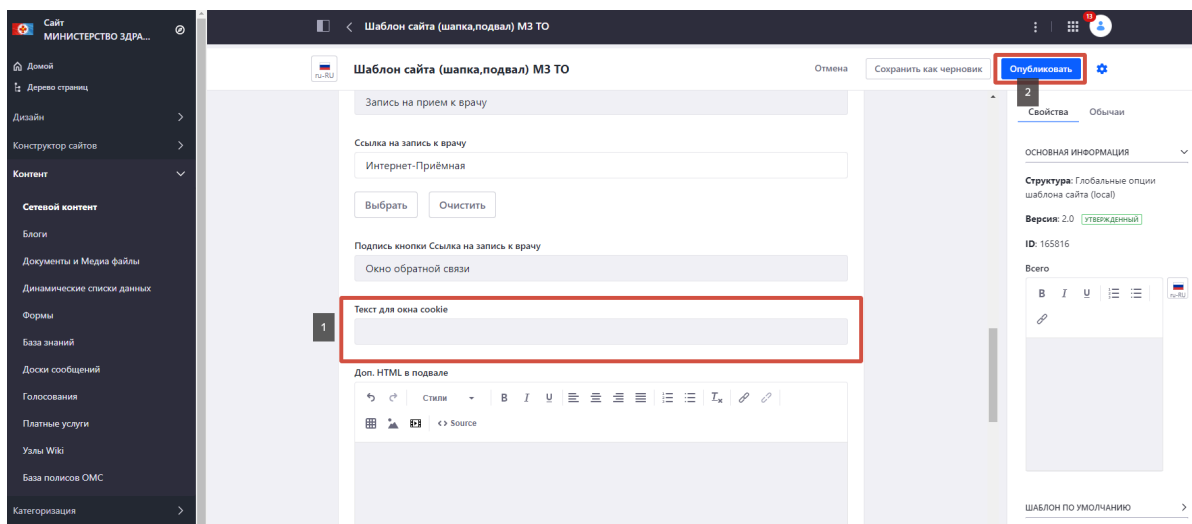 Сайт
МИНИСТЕРСТВО ЗДРА...
Домой
Дерево страниц
Дизайн
Конструктор сайтов
Контент
Сетевой контент
Блоги
Документы и Медиа файлы
Динамические списки данных
Формы
База знаний
Доски сообщений
Голосования
Платные услуги
Узлы Wiki
База полисов ОМС
Категоризация
Шаблон сайта (шапка,подвал) МЗ ТО
13
ru-RU
Шаблон сайта (шапка,подвал) МЗ ТО
Отмена
Сохранить как черновик
Опубликовать
2
Запись на прием к врачу
Ссылка на запись к врачу
Интернет-Приёмная
Выбрать
Очистить
Подпись кнопки Ссылка на запись к врачу
Окно обратной связи
1
Текст для окна cookie
Доп. HTML в подвале
Стили
B I U
Source
Свойства
Обычаи
ОСНОВНАЯ ИНФОРМАЦИЯ
Структура: Глобальные опции
шаблона сайта (local)
Версия: 2.0 УТВЕРЖДЕННЫЙ
ID: 165816
Всего
B I U
ru-RU
ШАБЛОН ПО УМОЛЧАНИЮ